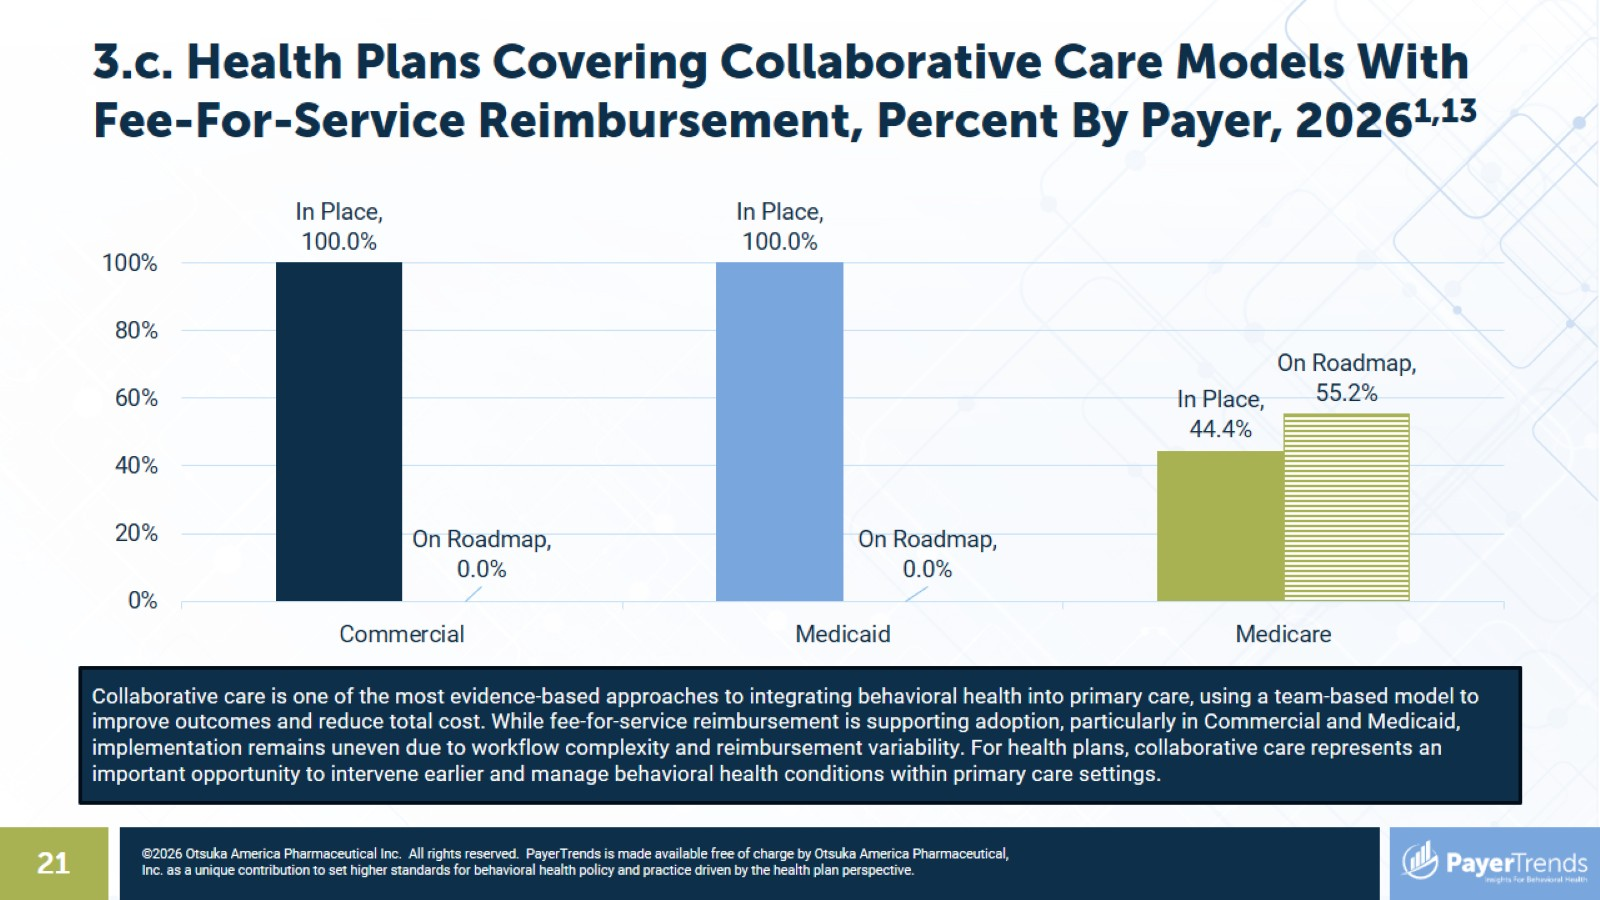 3.c. Health Plans Covering Collaborative Care Models With
Fee-For-Service Reimbursement, Percent By Payer, 2026¹,¹³
In Place,
100.0%
In Place,
100.0%
100%
80%
60%
40%
20%
0%
On Roadmap,
0.0%
On Roadmap,
0.0%
In Place,
44.4%
On Roadmap,
55.2%
Commercial
Medicaid
Medicare
Collaborative care is one of the most evidence-based approaches to integrating behavioral health into primary care, using a team-based model to
improve outcomes and reduce total cost. While fee-for-service reimbursement is supporting adoption, particularly in Commercial and Medicaid,
implementation remains uneven due to workflow complexity and reimbursement variability. For health plans, collaborative care represents an
important opportunity to intervene earlier and manage behavioral health conditions within primary care settings.
21
©2026 Otsuka America Pharmaceutical Inc. All rights reserved. PayerTrends is made available free of charge by Otsuka America Pharmaceutical,
Inc. as a unique contribution to set higher standards for behavioral health policy and practice driven by the health plan perspective.
PayerTrends
Insights For Behavioral Health